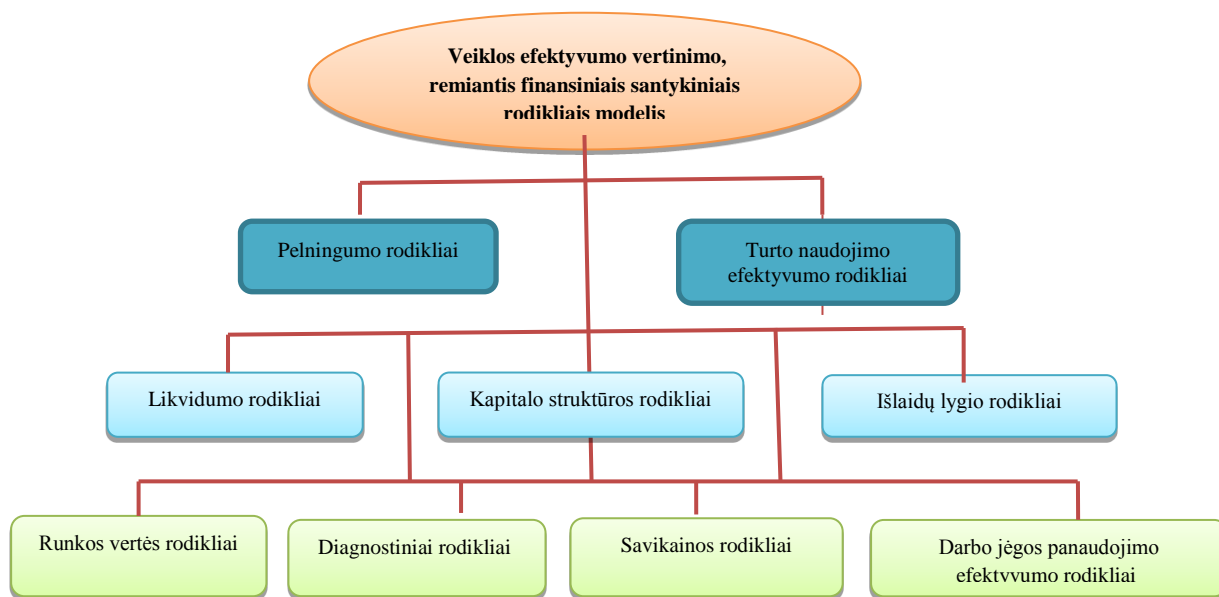 Veiklos efektyvumo vertinimo,
remiantis finansiniais santykiniais
rodikliais modelis
Pelningumo rodikliai
Turto naudojimo
efektyvumo rodikliai
Likvidumo rodikliai
Kapitalo struktūros rodikliai
Išlaidų lygio rodikliai
Runkos vertės rodikliai
Diagnostiniai rodikliai
Savikainos rodikliai
Darbo jėgos panaudojimo
efektyvumo rodikliai